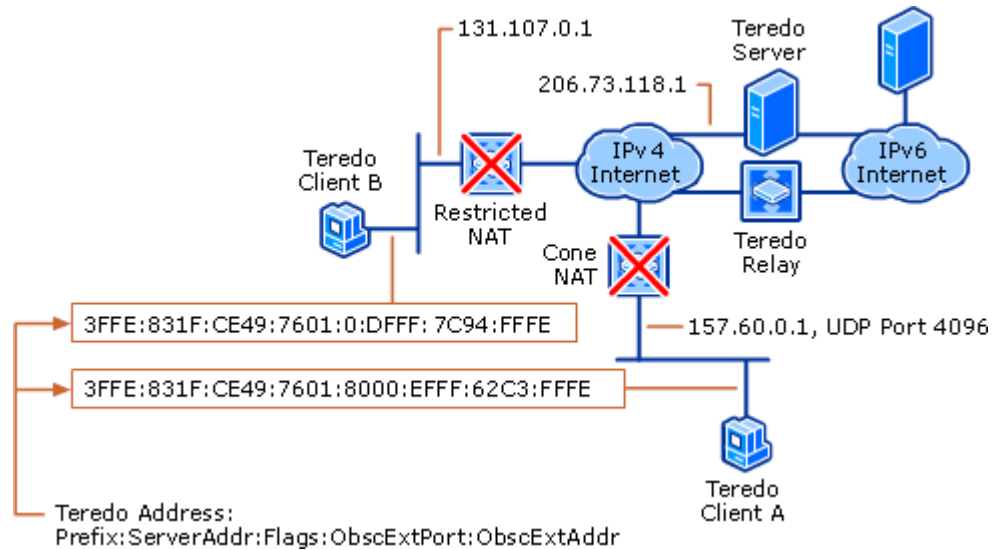 131.107.0.1
Teredo
Server
206.73.118.1
Teredo
Client B
IPv4
Internet
IPv6
Internet
Restricted
NAT
Cone
NAT
Teredo
Relay
3FFE:831F:CE49:7601:0:DFFF: 7C94:FFFE
157.60.0.1, UDP Port 4096
3FFE:831F:CE49:7601:8000:EFFF:62C3:FFFE
Teredo
Client A
Teredo Address:
Prefix:ServerAddr:Flags:ObscExtPort:ObscExtAddr